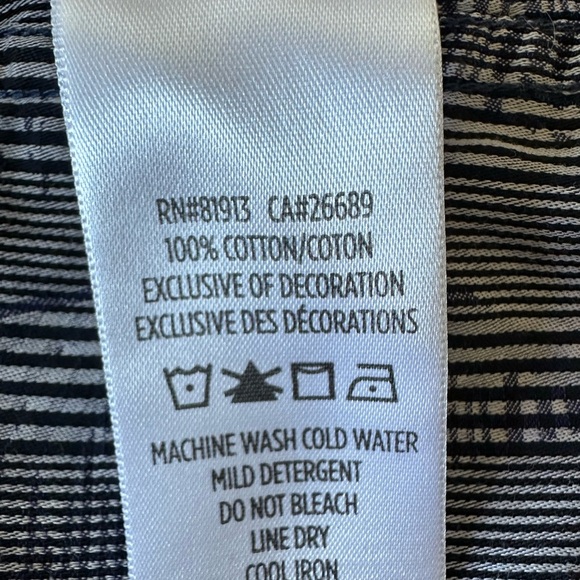 RN#81913 CA#26689
100% COTTON/COTON
EXCLUSIVE OF DECORATION
EXCLUSIVE DES DÉCORATIONS
MACHINE WASH COLD WATER
MILD DETERGENT
DO NOT BLEACH
LINE DRY
COOL IRON